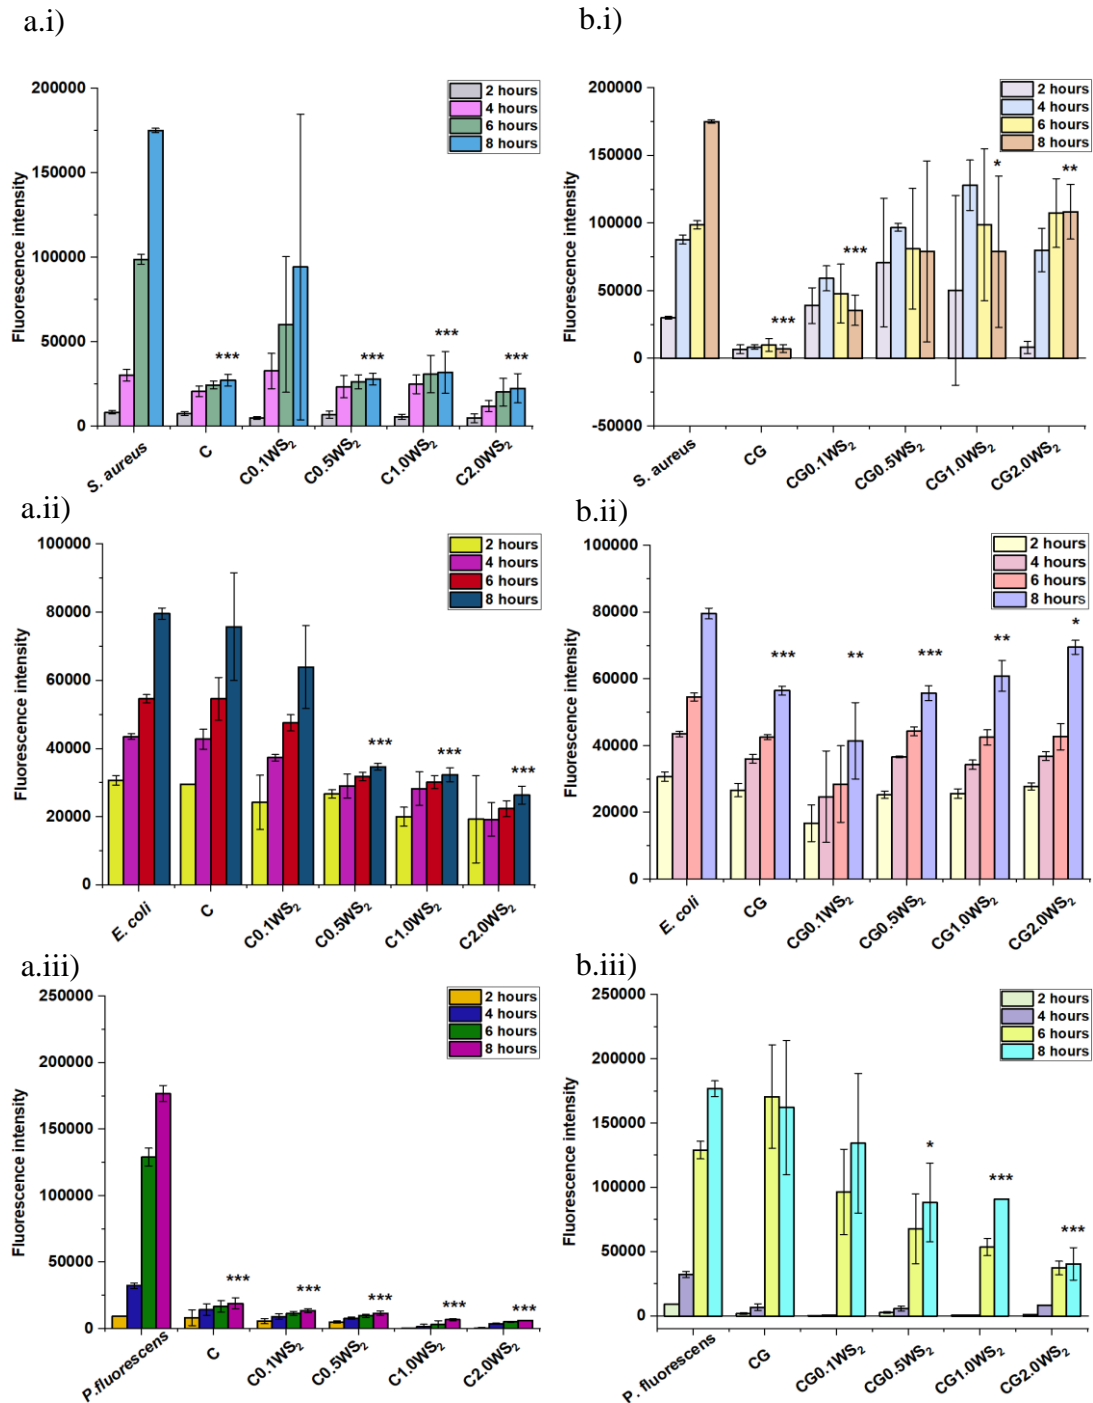 a.i)
b.i)
2 hours
4 hours
6 hours
8 hours
200000
150000
100000
50000
0
Fluorescence intensity
***
***
***
***
S. aureus
C
C0.1WS₂
C0.5WS₂
C1.0WS₂
C2.0WS₂
2 hours
4 hours
6 hours
8 hours
200000
150000
100000
50000
0
-50000
Fluorescence intensity
***
***
*
**
S. aureus
CG
CG0.1WS₂
CG0.5WS₂
CG1.0WS₂
CG2.0WS₂
a.ii)
b.ii)
2 hours
4 hours
6 hours
8 hours
100000
80000
60000
40000
20000
0
Fluorescence intensity
***
***
***
E. coli
C
C0.1WS₂
C0.5WS₂
C1.0WS₂
C2.0WS₂
2 hours
4 hours
6 hours
8 hours
100000
80000
60000
40000
20000
0
Fluorescence intensity
***
**
***
**
*
E. coli
CG
CG0.1WS₂
CG0.5WS₂
CG1.0WS₂
CG2.0WS₂
a.iii)
b.iii)
2 hours
4 hours
6 hours
8 hours
250000
200000
150000
100000
50000
0
Fluorescence intensity
***
***
***
***
***
P.fluorescens
C
C0.1WS₂
C0.5WS₂
C1.0WS₂
C2.0WS₂
2 hours
4 hours
6 hours
8 hours
250000
200000
150000
100000
50000
0
Fluorescence intensity
*
***
***
P. fluorescens
CG
CG0.1WS₂
CG0.5WS₂
CG1.0WS₂
CG2.0WS₂